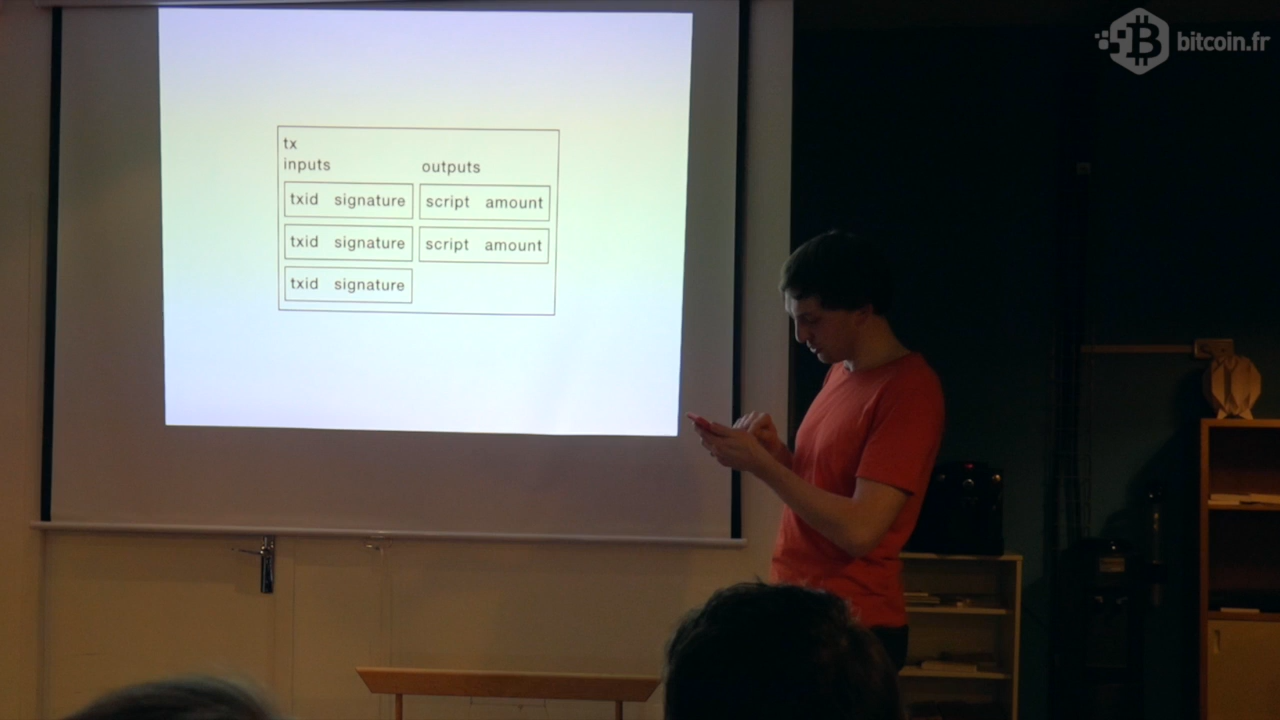 bitcoin.fr
tx
inputs outputs
txid signature script amount
txid signature script amount
txid signature